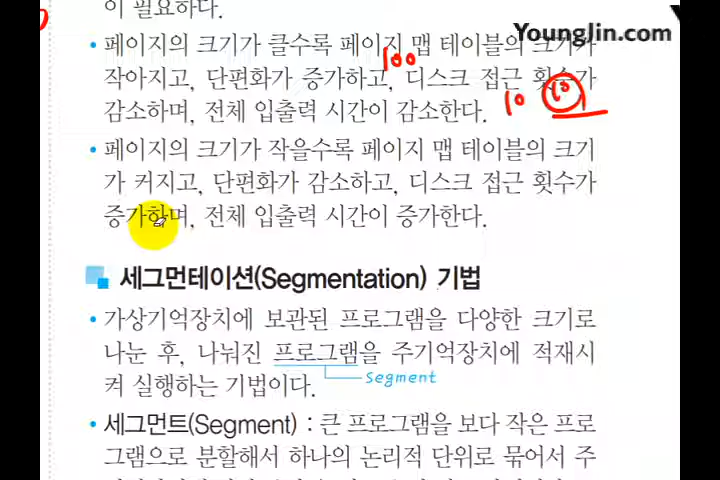 이 필요하다.
YoungJin.com
• 페이지의 크기가 클수록 페이지 맵 테이블의 크기가
100
작아지고, 단편화가 증가하고, 디스크 접근 횟수가
감소하며, 전체 입출력 시간이 감소한다.
10 10
• 페이지의 크기가 작을수록 페이지 맵 테이블의 크기
가 커지고, 단편화가 감소하고, 디스크 접근 횟수가
증가하며, 전체 입출력 시간이 증가한다.
세그먼테이션(Segmentation) 기법
• 가상기억장치에 보관된 프로그램을 다양한 크기로
나눈 후, 나눠진 프로그램을 주기억장치에 적재시
Segment
켜 실행하는 기법이다.
• 세그먼트(Segment) : 큰 프로그램을 보다 작은 프로
그램으로 분할해서 하나의 논리적 단위로 묶어서 주